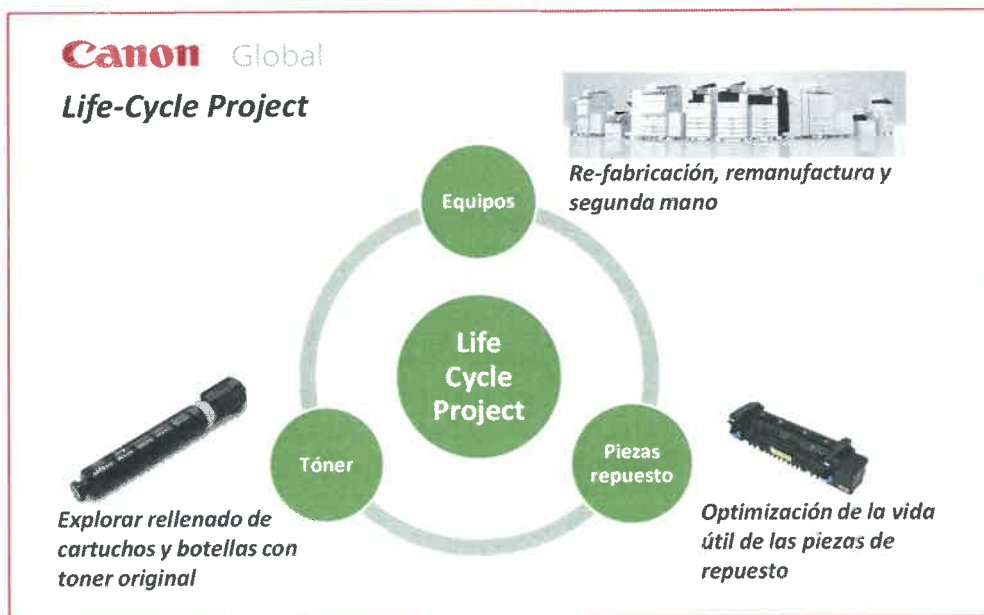 Canon Global
Life-Cycle Project
Equipos
Re-fabricación, remanufactura y
segunda mano
Life
Cycle
Project
Tóner
Piezas
repuesto
Explorar rellenado de
cartuchos y botellas con
toner original
Optimización de la vida
útil de las piezas de
repuesto